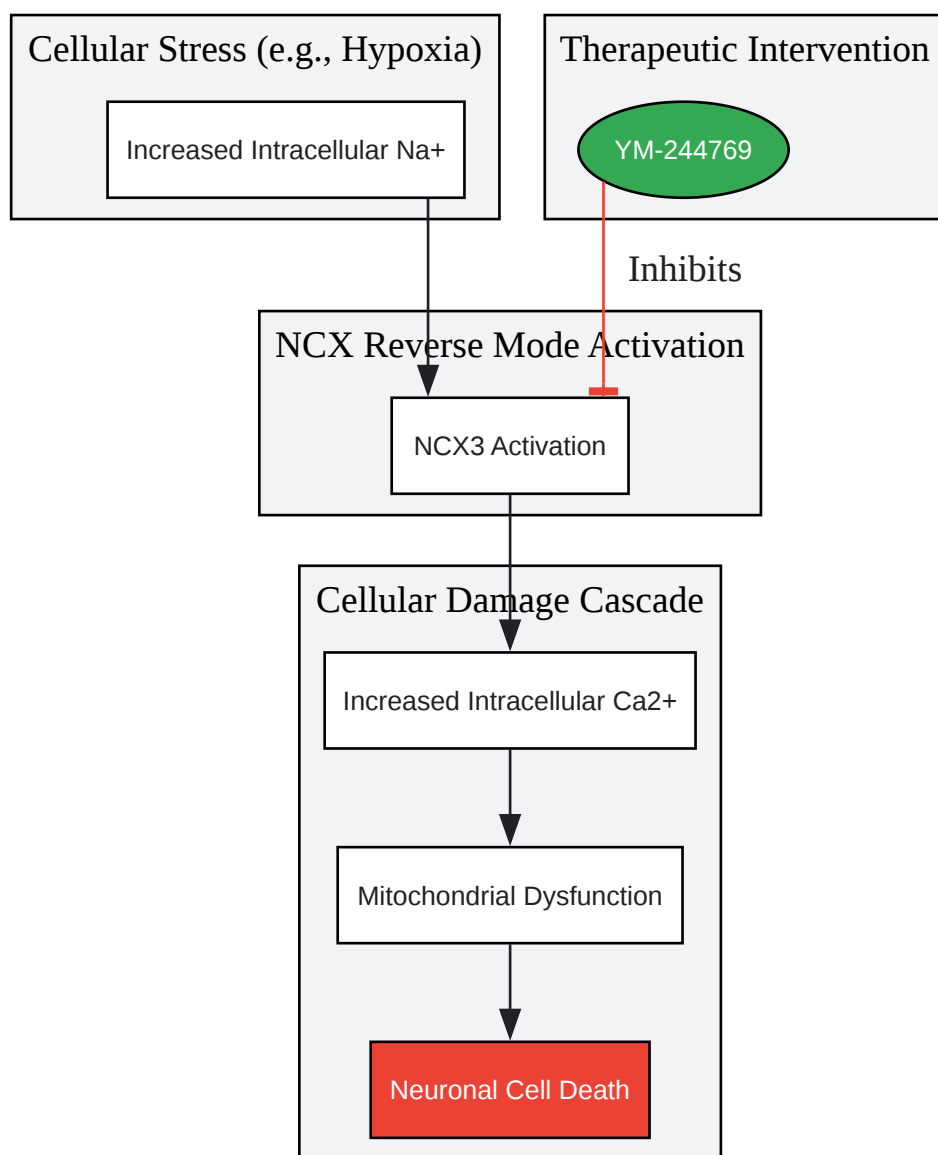 Cellular Stress (e.g., Hypoxia)
Therapeutic Intervention
Increased Intracellular Na+
YM-244769
Inhibits
NCX Reverse Mode Activation
NCX3 Activation
Cellular Damage Cascade
Increased Intracellular Ca2+
Mitochondrial Dysfunction
Neuronal Cell Death